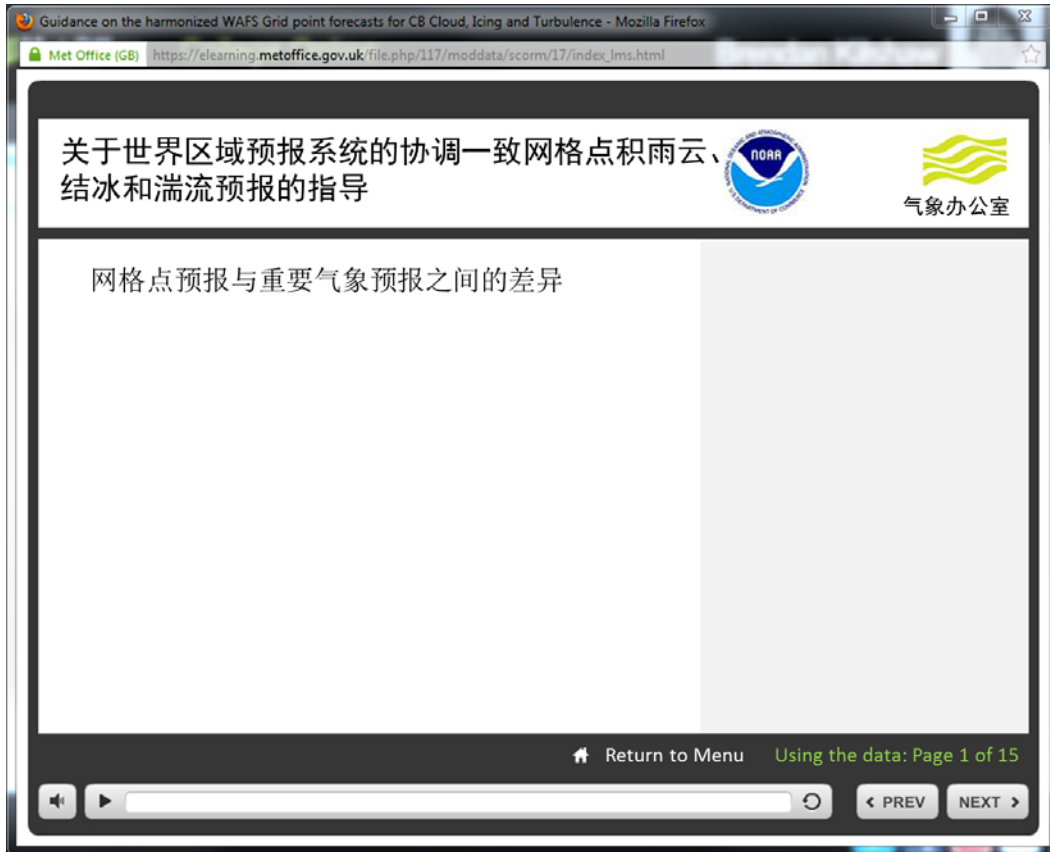 Guidance on the harmonized WAFS Grid point forecasts for CB Cloud, Icing and Turbulence - Mozilla Firefox
Met Office (GB) https://elearning.metoffice.gov.uk/file.php/117/moddata/scorm/17/index_lms.html
关于世界区域预报系统的协调一致网格点积雨云、
结冰和湍流预报的指导
NOAA
气象办公室
网格点预报与重要气象预报之间的差异
Return to Menu Using the data: Page 1 of 15
PREV NEXT